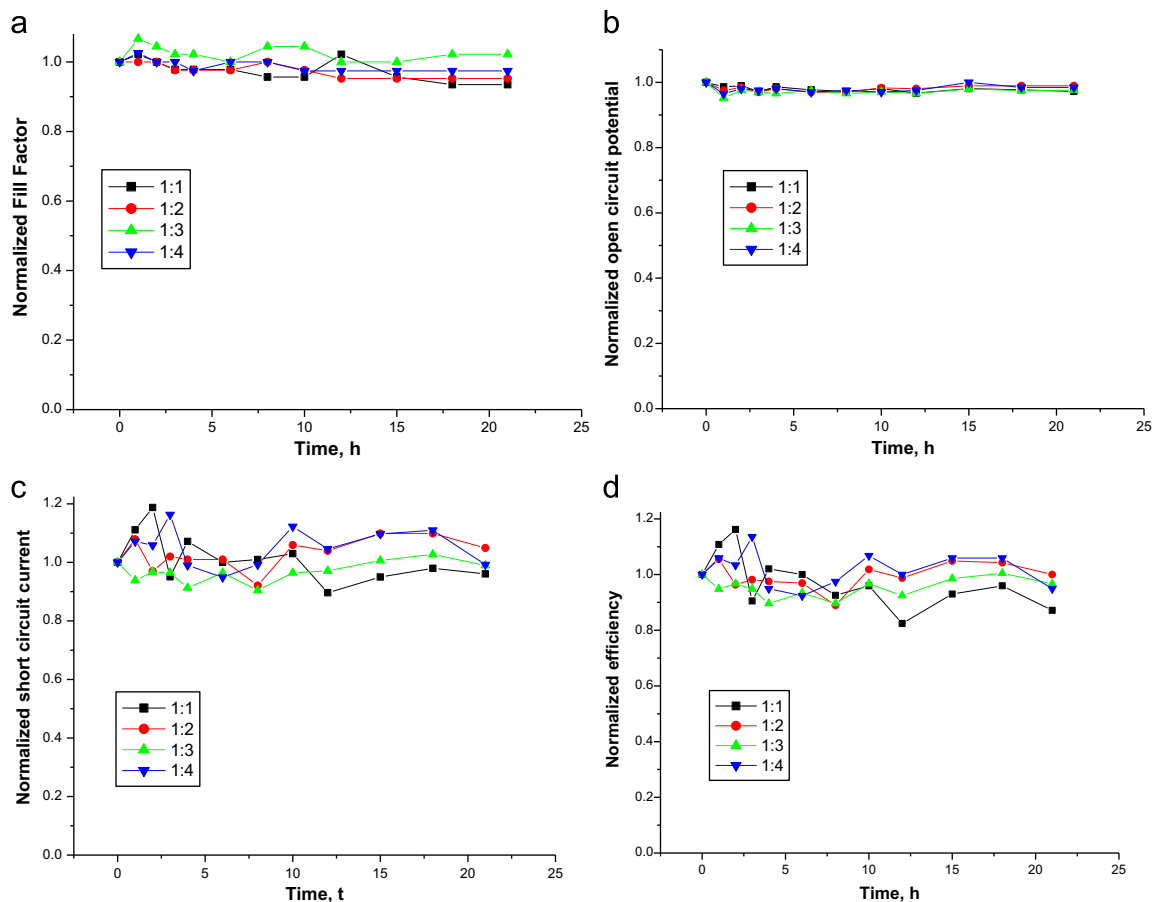 a
Normalized Fill Factor
1.0
0.8
0.6
0.4
0.2
0.0
1:1
1:2
1:3
1:4
0 5 10 15 20 25
Time, h
b
Normalized open circuit potential
1.0
0.8
0.6
0.4
0.2
0.0
1:1
1:2
1:3
1:4
0 5 10 15 20 25
Time, h
c
Normalized short circuit current
1.2
1.0
0.8
0.6
0.4
0.2
0.0
1:1
1:2
1:3
1:4
0 5 10 15 20 25
Time, t
d
Normalized efficiency
1.2
1.0
0.8
0.6
0.4
0.2
0.0
1:1
1:2
1:3
1:4
0 5 10 15 20 25
Time, h